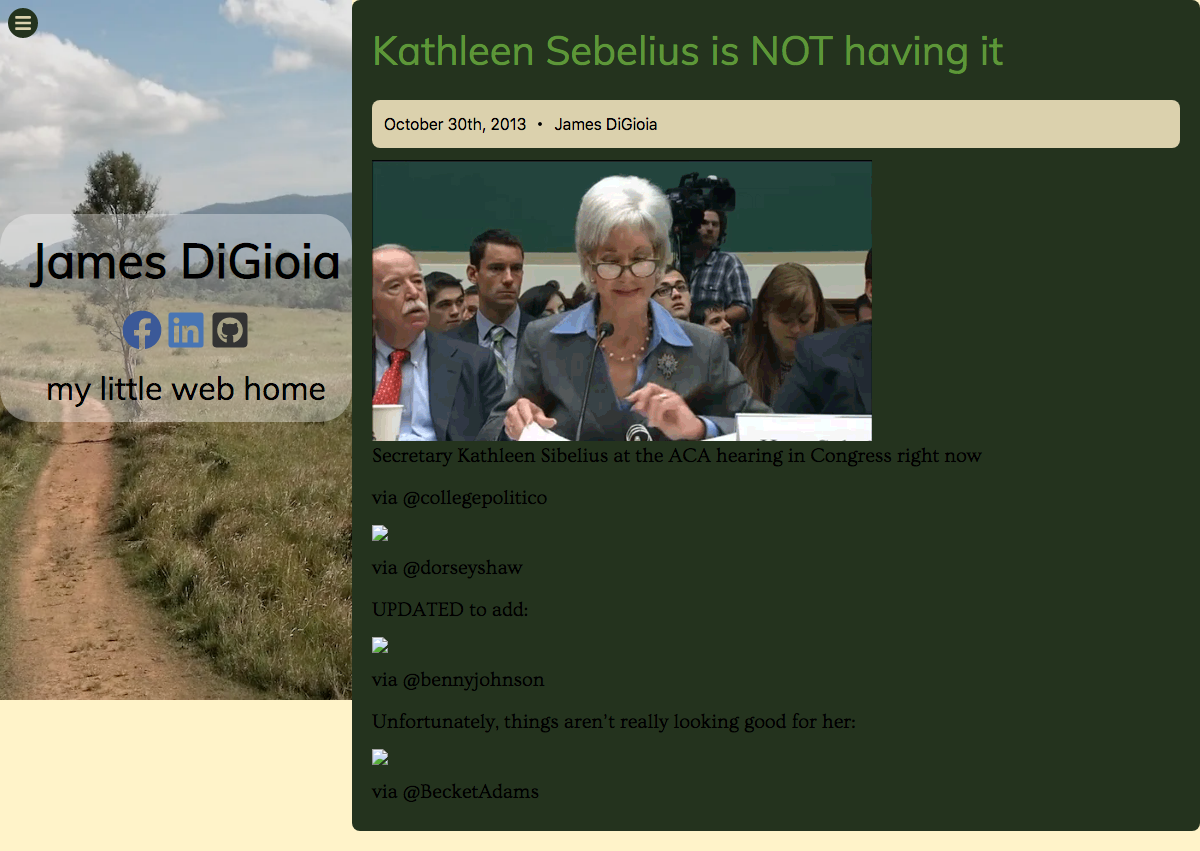 James DiGioia
my little web home
Kathleen Sebelius is NOT having it
October 30th, 2013 • James DiGioia
Secretary Kathleen Sibelius at the ACA hearing in Congress right now
via @collegepolitico
via @dorseyshaw
UPDATED to add:
via @bennyjohnson
Unfortunately, things aren't really looking good for her:
via @BecketAdams